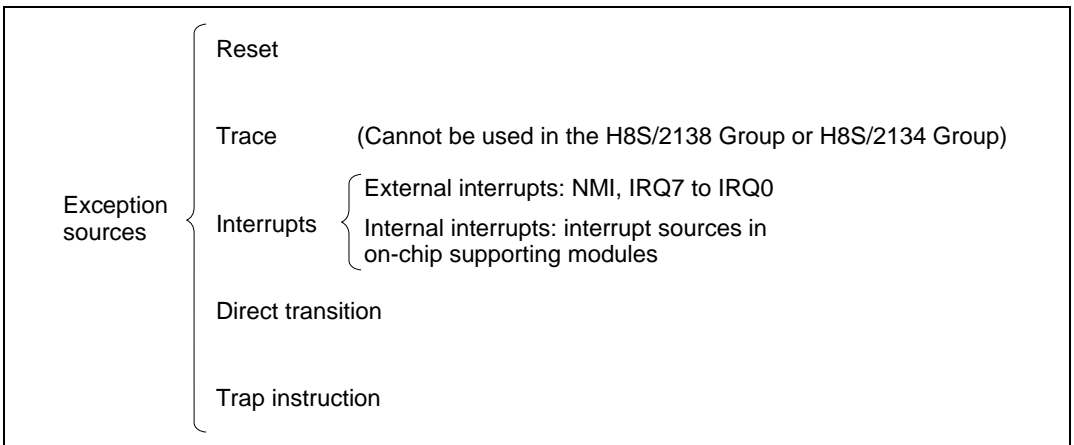 Reset
Trace (Cannot be used in the H8S/2138 Group or H8S/2134 Group)
Exception
sources
Interrupts
External interrupts: NMI, IRQ7 to IRQ0
Internal interrupts: interrupt sources in
on-chip supporting modules
Direct transition
Trap instruction